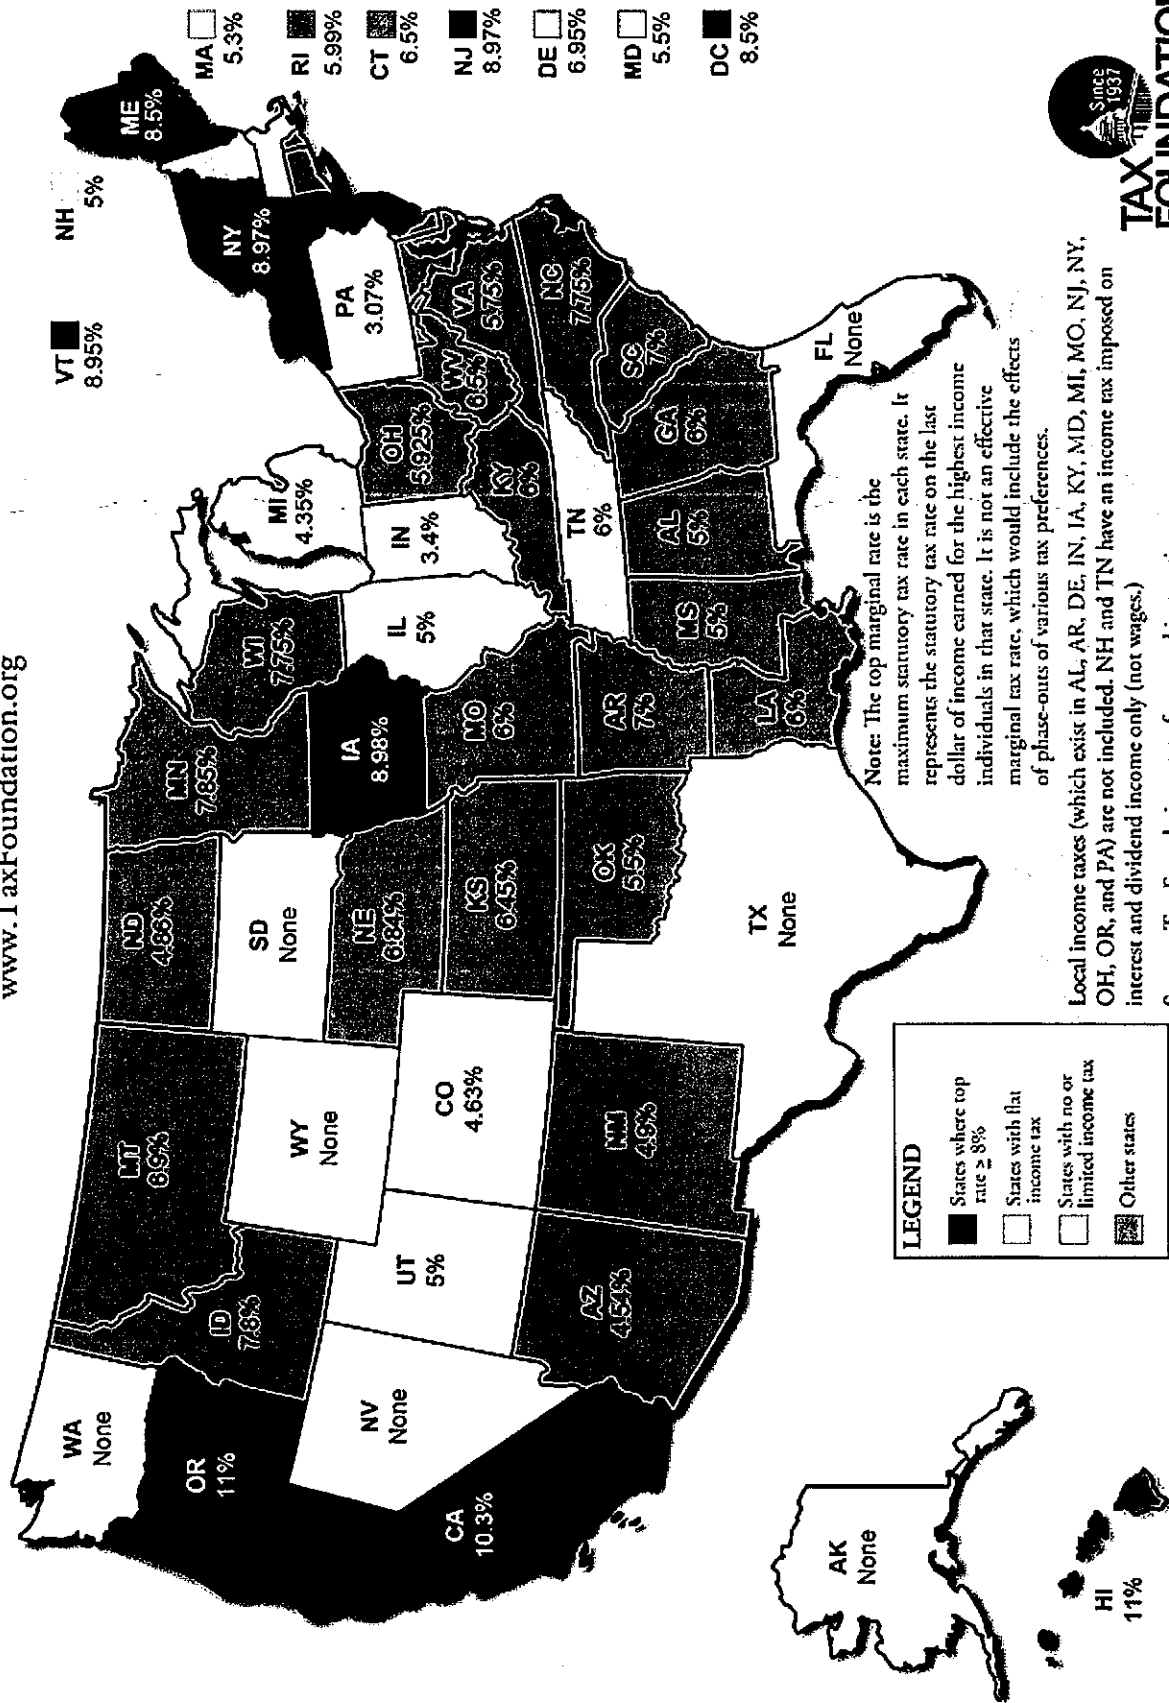 www.TaxFoundation.org
VT
8.95%
NH
5%
ME
8.5%
MA
5.3%
RI
5.99%
CT
6.5%
NJ
8.97%
DE
6.95%
MD
5.5%
DC
8.5%
WA
None
OR
11%
CA
10.3%
NV
None
ID
7.8%
MT
6.9%
WY
None
UT
5%
AZ
4.54%
CO
4.63%
NM
4.9%
ND
4.86%
SD
None
NE
6.84%
KS
6.45%
OK
5.5%
TX
None
MN
7.85%
IA
8.98%
MO
6%
AR
7%
LA
6%
WI
7.75%
IL
5%
MI
4.35%
IN
3.4%
OH
5.925%
KY
6%
TN
6%
MS
5%
AL
5%
GA
6%
FL
None
SC
7%
NC
7.75%
VA
5.75%
WV
6.5%
PA
3.07%
NY
8.97%
AK
None
HI
11%
LEGEND
States where top
rate ≥ 8%
States with flat
income tax
States with no or
limited income tax
Other states
Note: The top marginal rate is the
maximum statutory tax rate in each state. It
represents the statutory tax rate on the last
dollar of income earned for the highest income
individuals in that state. It is not an effective
marginal tax rate, which would include the effects
of phase-outs of various tax preferences.
Local income taxes (which exist in AL, AR, DE, IN, IA, KY, MD, MI, MO, NJ, NY,
OH, OR, and PA) are not included. NH and TN have an income tax imposed on
interest and dividend income only (not wages.)
Since
1937
TAX
FOUNDATION